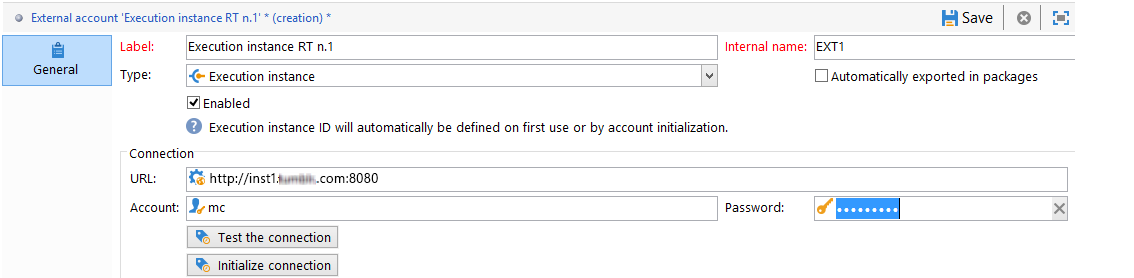 External account 'Execution instance RT n.1' * (creation) *
Save
General
Label: Execution instance RT n.1 Internal name: EXT1
Type: Execution instance Automatically exported in packages
Enabled
Execution instance ID will automatically be defined on first use or by account initialization.
Connection
URL: http://inst1. .com:8080
Account: mc Password: •••••••••
Test the connection
Initialize connection